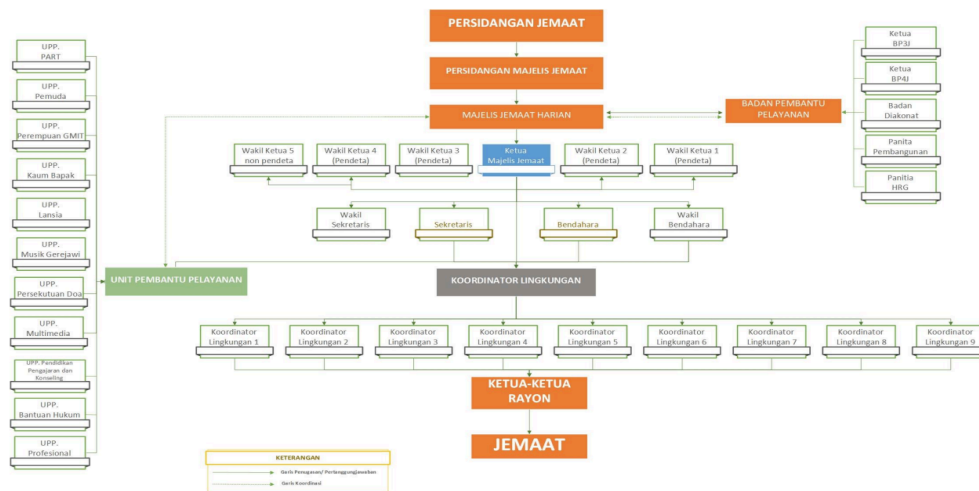 PERSIDANGAN JEMAAT
PERSIDANGAN MAJELIS JEMAAT
MAJELIS JEMAAT HARIAN
BADAN PEMBANTU
PELAYANAN
Ketua
BP3J
Ketua
BP4J
Badan
Diakonat
Panita
Pembangunan
Panitia
HRG
UPP.
PART
UPP.
Pemuda
UPP.
Perempuan GMIT
UPP.
Kaum Bapak
UPP.
Lansia
UPP.
Musik Gerejawi
UPP.
Persekutuan Doa
UPP.
Multimedia
UPP. Pandidikan
Pengajaran dan
Konseling
UPP.
Bantuan Hukum
UPP.
Profesional
UNIT PEMBANTU PELAYANAN
Wakil Ketua 5
non pendeta
Wakil Ketua 4
(Pendeta)
Wakil Ketua 3
(Pendeta)
Ketua
Majelis Jemaat
Wakil Ketua 2
(Pendeta)
Wakil Ketua 1
(Pendeta)
Wakil
Sekretaris
Sekretaris
Bendahara
Wakil
Bendahara
KOORDINATOR LINGKUNGAN
Koordinator
Lingkungan 1
Koordinator
Lingkungan 2
Koordinator
Lingkungan 3
Koordinator
Lingkungan 4
Koordinator
Lingkungan 5
Koordinator
Lingkungan 6
Koordinator
Lingkungan 7
Koordinator
Lingkungan 8
Koordinator
Lingkungan 9
KETUA-KETUA
RAYON
JEMAAT
KETERANGAN
Garis Penugasan/ Pertanggungjawaban
Garis Koordinasi